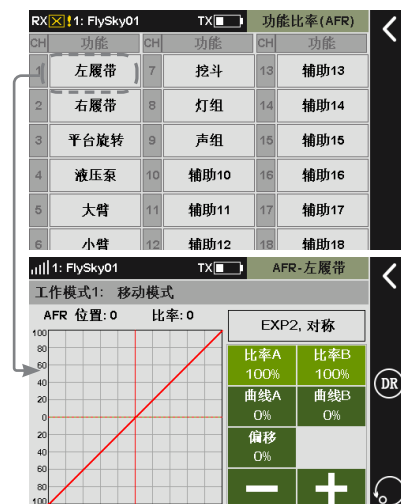 RX 1: FlySky01 TX 功能比率(AFR)
CH 功能 CH 功能 CH 功能
1 左履带 7 挖斗 13 辅助13
2 右履带 8 灯组 14 辅助14
3 平台旋转 9 声组 15 辅助15
4 液压泵 10 辅助10 16 辅助16
5 大臂 11 辅助11 17 辅助17
6 小臂 12 辅助12 18 辅助18
1: FlySky01 TX AFR-左履带
工作模式1: 移动模式
AFR 位置: 0 比率: 0
EXP2, 对称
100
80
60
40
20
0
20
40
60
80
100
比率A 比率B
100% 100%
曲线A 曲线B
0% 0%
偏移
0%
DR